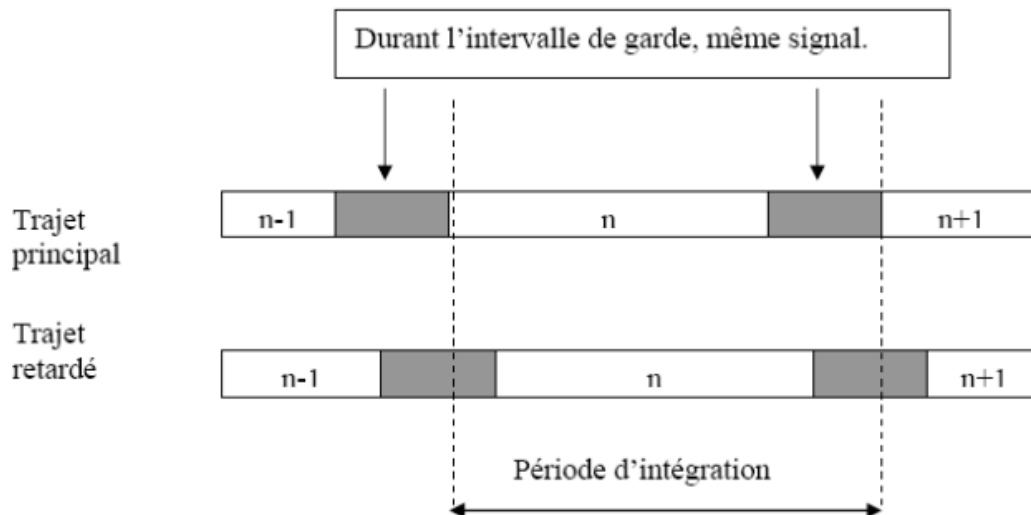 Durant l'intervalle de garde, même signal.
Trajet
principal
n-1
n
n+1
Trajet
retardé
n-1
n
n+1
Période d'intégration